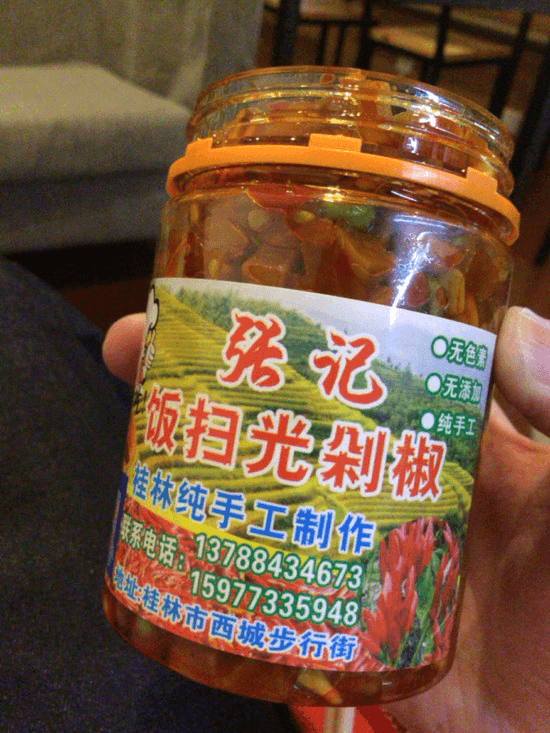 张记
●无色素
●无添加
●纯手工
饭扫光剁椒
桂林纯手工制作
联系电话：13788434673
15977335948
地址:桂林市西城步行街